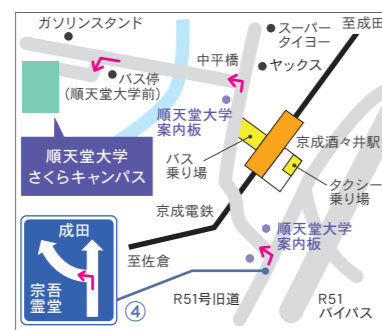 ガソリンスタンド
スーパー
タイヨー
至成田
中平橋
ヤックス
バス停
(順天堂大学前)
順天堂大学
案内板
順天堂大学
さくらキャンパス
バス
乗り場
京成酒々井駅
タクシー
乗り場
京成電鉄
順天堂大学
案内板
成田
至佐倉
宗吾
霊堂
④
R51号旧道
R51
バイパス